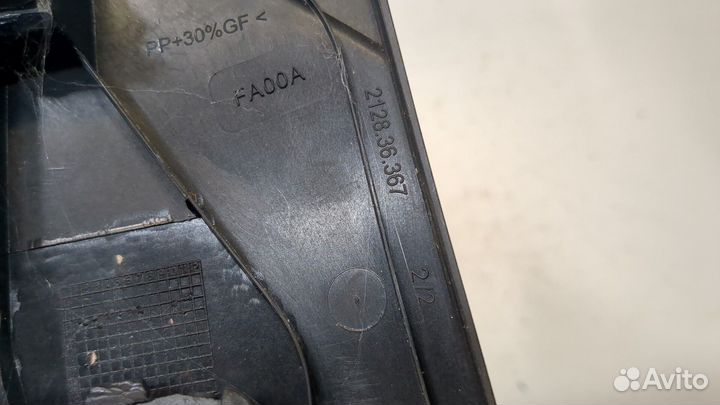 PP+30%GF <
FA00A
2128.36.367
2/2
Avito